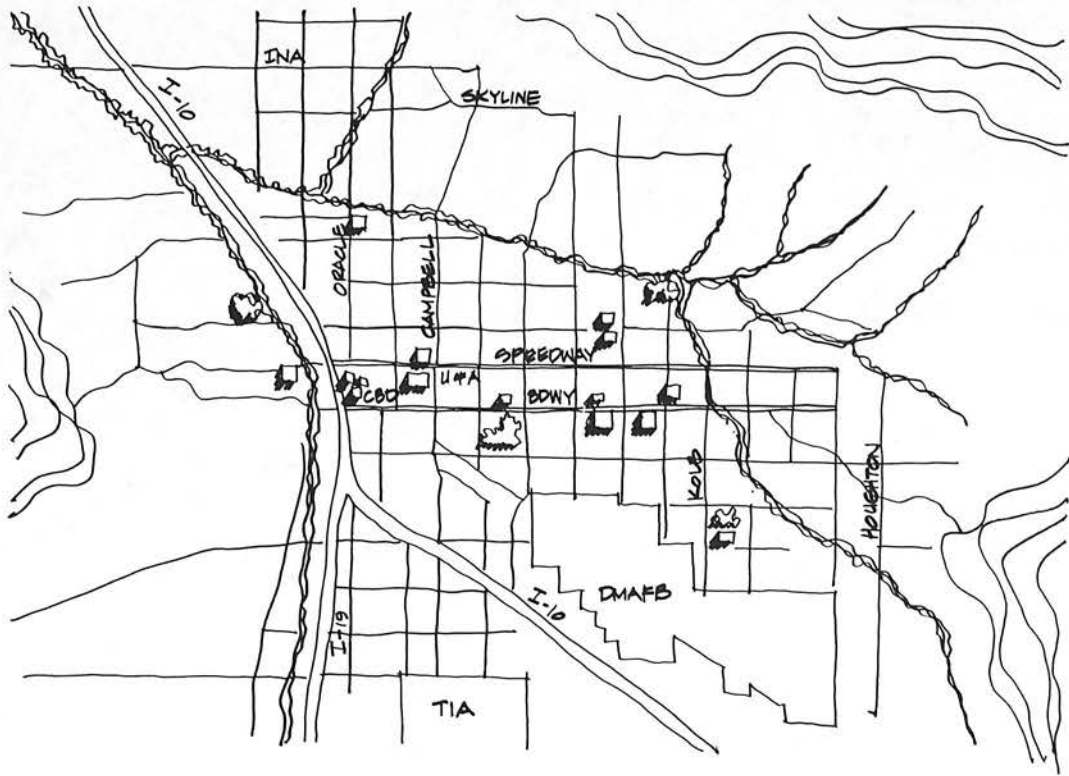 INA
I-10
SKYLINE
ORACLE
CAMPBELL
SPEEDWAY
U of A
CBD
BDWY
KOLB
HOUGHTON
DMAFB
I-10
I-19
TIA